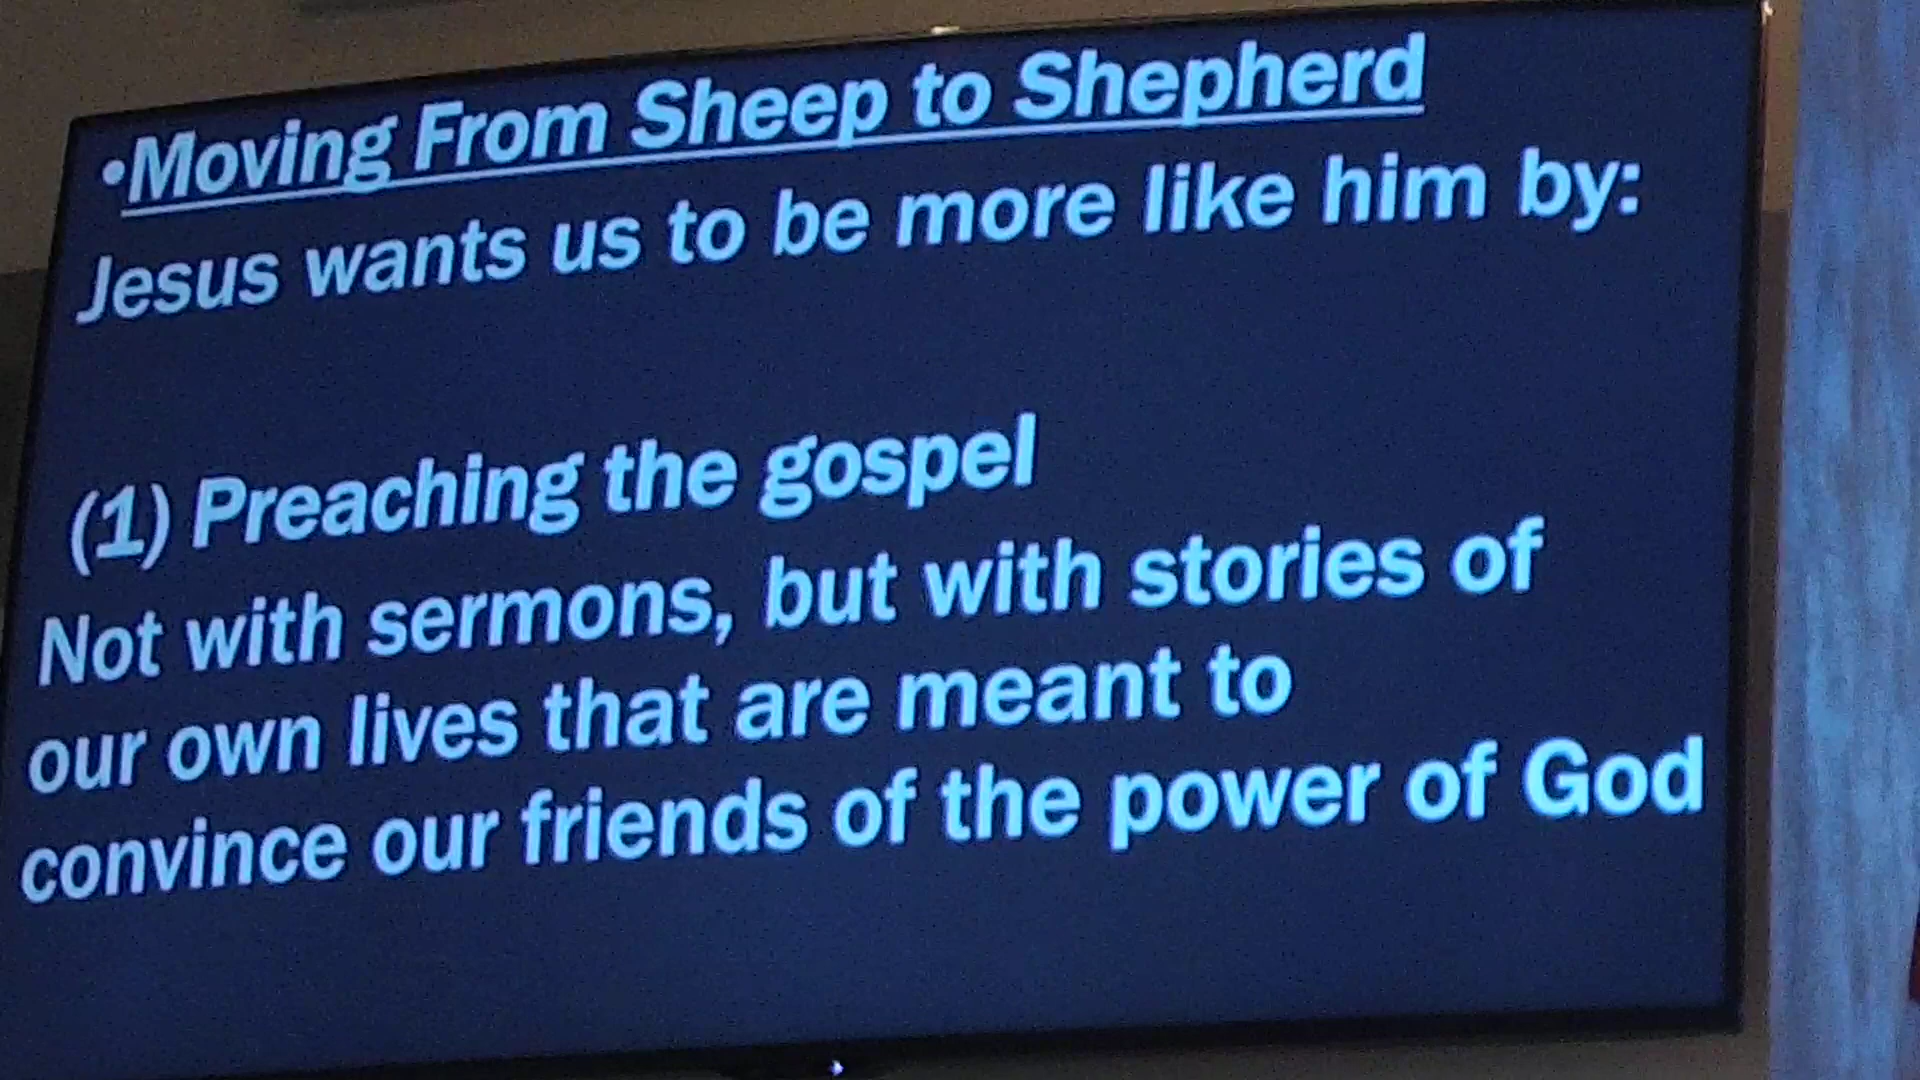 •Moving From Sheep to Shepherd
Jesus wants us to be more like him by:
(1) Preaching the gospel
Not with sermons, but with stories of
our own lives that are meant to
convince our friends of the power of God